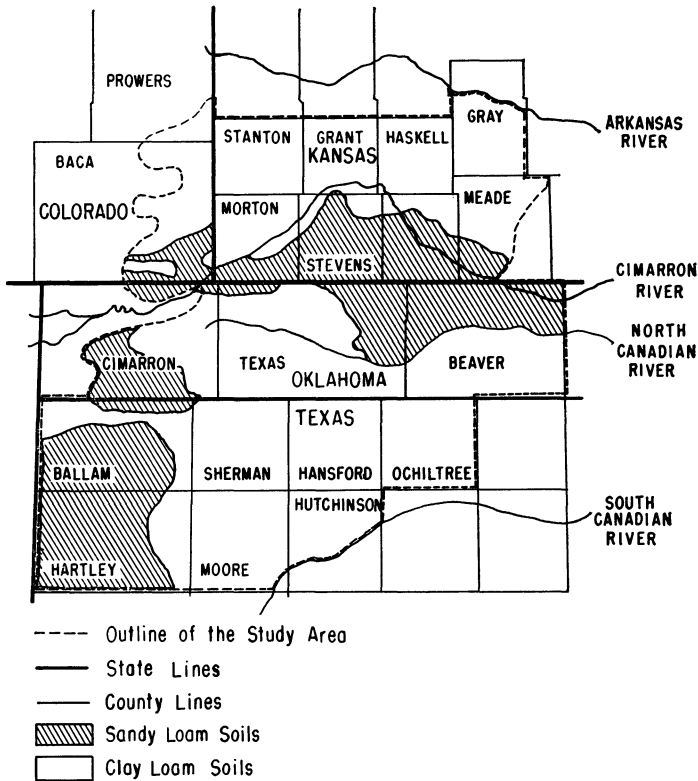 PROWERS
STANTON
GRANT
HASKELL
GRAY
ARKANSAS
RIVER
KANSAS
BACA
COLORADO
MORTON
MEADE
STEVENS
CIMARRON
RIVER
CIMARRON
TEXAS
BEAVER
NORTH
CANADIAN
RIVER
OKLAHOMA
TEXAS
BALLAM
SHERMAN
HANSFORD
OCHILTREE
HUTCHINSON
SOUTH
CANADIAN
RIVER
HARTLEY
MOORE
Outline of the Study Area
State Lines
County Lines
Sandy Loam Soils
Clay Loam Soils